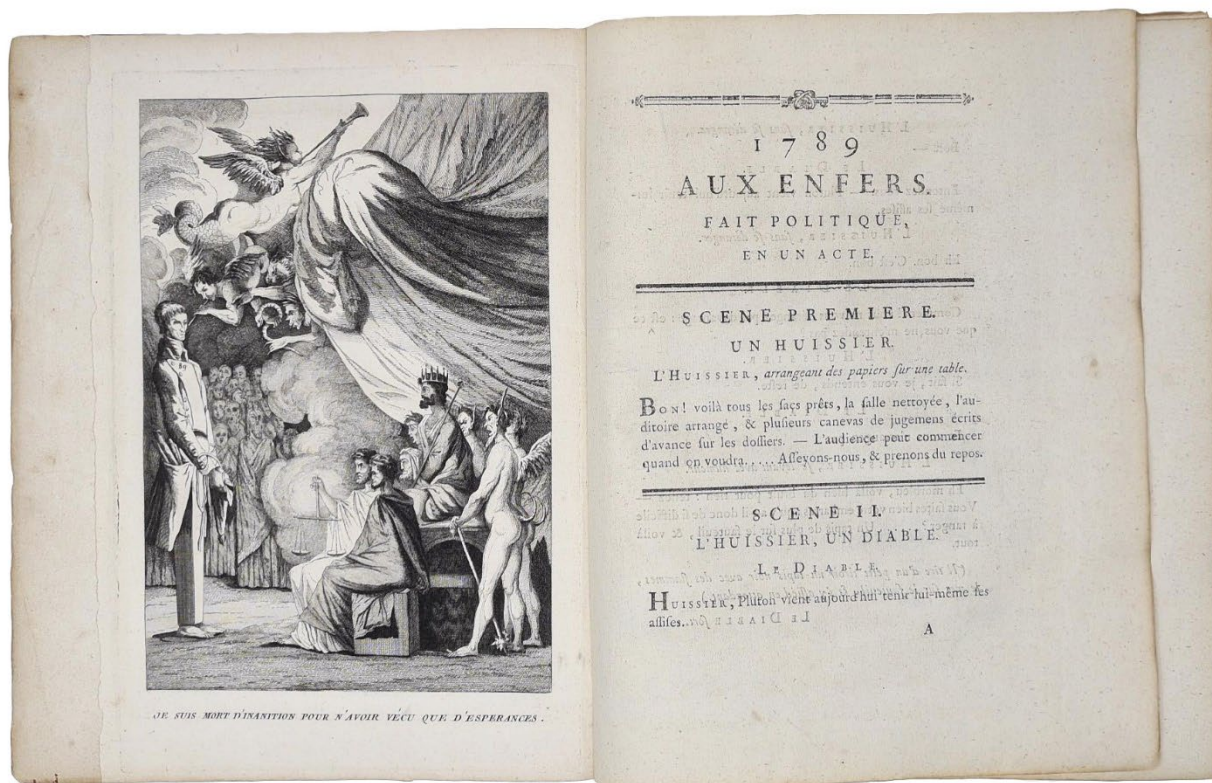 JE SUIS MORT D'INANITION POUR N'AVOIR VÉCU QUE D'ESPERANCES.
1789
AUX ENFERS.
FAIT POLITIQUE,
EN UN ACTE.
SCENE PREMIERE.
UN HUISSIER.
L'HUISSIER, arrangeant des papiers ſur une table.
BON! voilà tous les ſaçs prêts, la ſalle nettoyée, l'au-
ditoire arrangé, & pluſieurs canevas de jugemens écrits
d'avance ſur les doſſiers. — L'audience peut commencer
quand on voudra..... Aſſeyons-nous, & prenons du repos.
SCENE II.
L'HUISSIER, UN DIABLE.
LE DIABLE.
HUISSIER, Pluton vient aujourd'hui tenir lui-même ſes
aſſiſes.
A